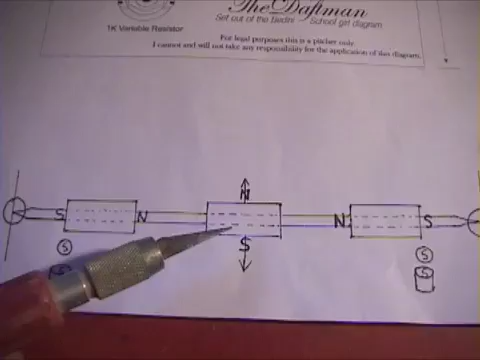 The Daftman
Set out of the Bedini School girl diagram
1K Variable Resistor
For legal purposes this is a pitcher only
I cannot and will not take any responsibility for the application of this diagram.
N
S N N S
S
S S
S S